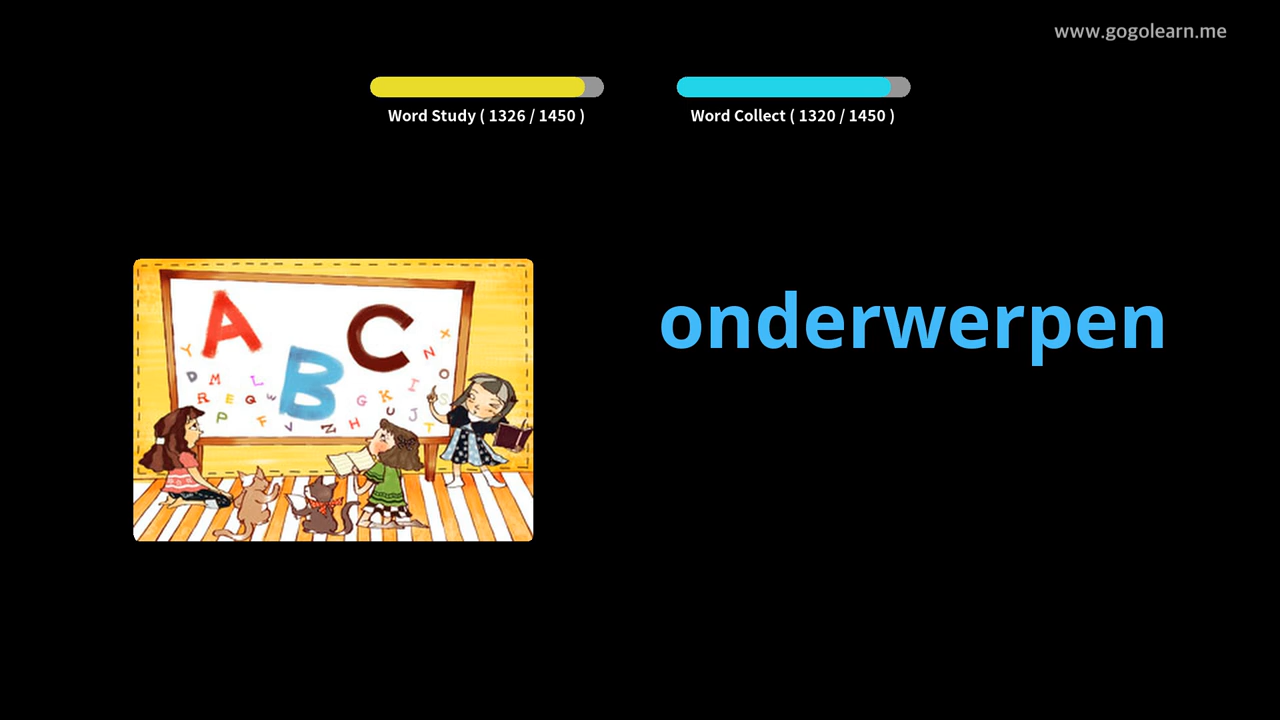 www.gogolearn.me
Word Study ( 1326 / 1450 )
Word Collect ( 1320 / 1450 )
onderwerpen
A
B
C
Y
D M L
R E Q W
P F V Z H
G K I N X O S
U J T